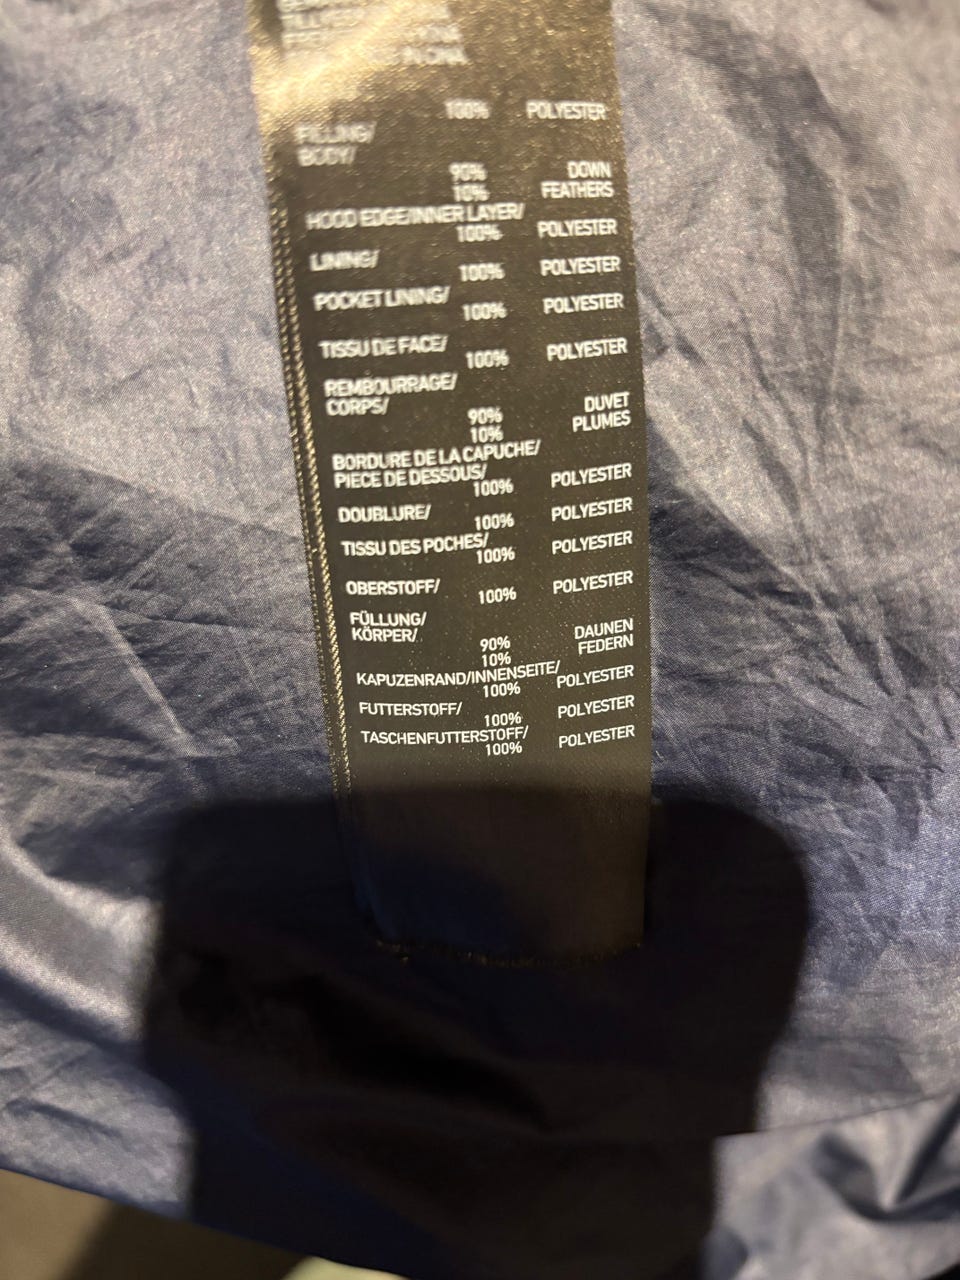 100% POLYESTER
FILLING/
BODY/
90% DOWN
10% FEATHERS
HOOD EDGE/INNER LAYER/
100% POLYESTER
LINING/
100% POLYESTER
POCKET LINING/
100% POLYESTER
TISSU DE FACE/
100% POLYESTER
REMBOURRAGE/
CORPS/
90% DUVET
10% PLUMES
BORDURE DE LA CAPUCHE/
PIECE DE DESSOUS/
100% POLYESTER
DOUBLURE/
100% POLYESTER
TISSU DES POCHES/
100% POLYESTER
OBERSTOFF/
100% POLYESTER
FÜLLUNG/
KÖRPER/
90% DAUNEN
10% FEDERN
KAPUZENRAND/INNENSEITE/
100% POLYESTER
FUTTERSTOFF/
100% POLYESTER
TASCHENFUTTERSTOFF/
100% POLYESTER